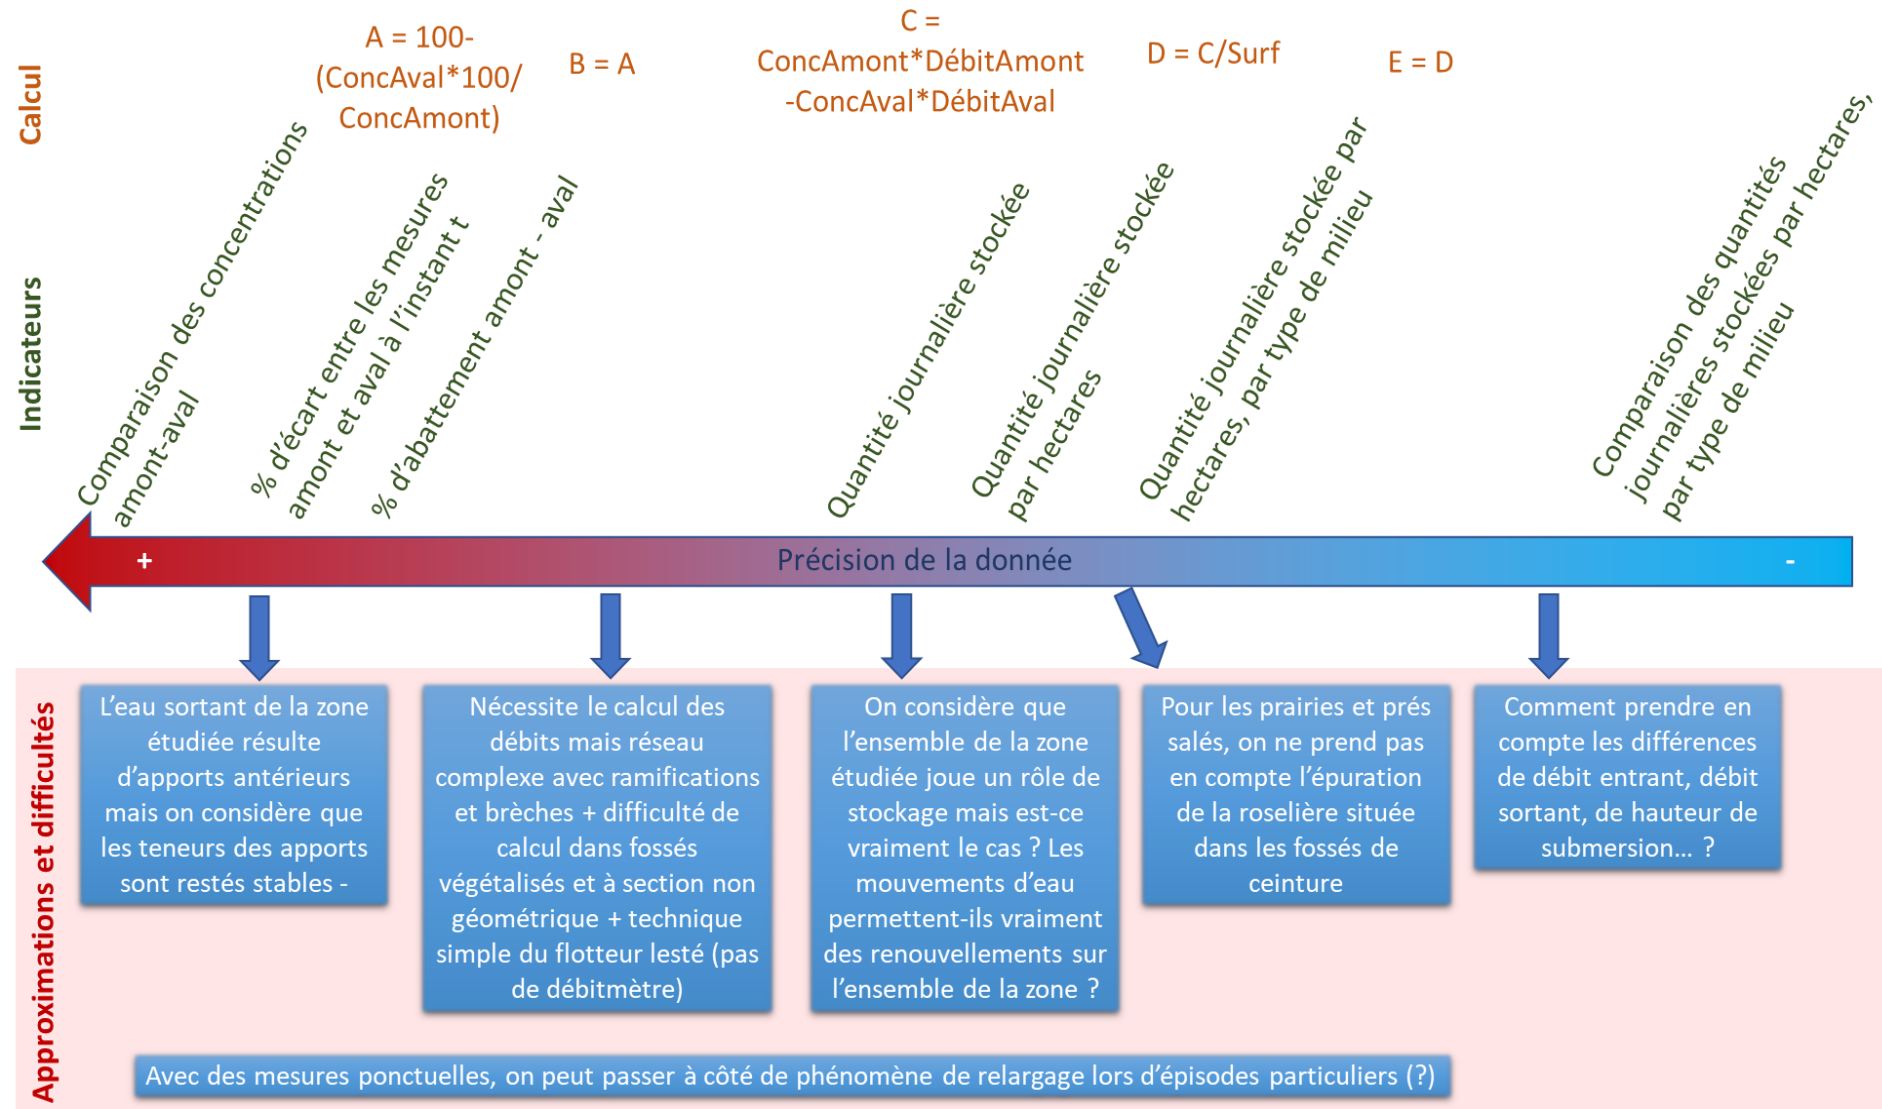 Calcul
A = 100-
(ConcAval*100/
ConcAmont)
B = A
C =
ConcAmont*DébitAmont
-ConcAval*DébitAval
D = C/Surf
E = D
Indicateurs
Comparaison des concentrations
amont-aval
% d’écart entre les mesures
amont et aval à l’instant t
% d’abattement amont - aval
Quantité journalière stockée
Quantité journalière stockée
par hectares
Quantité journalière stockée par
hectares, par type de milieu
Comparaison des quantités
journalières stockées par hectares,
par type de milieu
+
Précision de la donnée
-
Approximations et difficultés
L’eau sortant de la zone
étudiée résulte
d’apports antérieurs
mais on considère que
les teneurs des apports
sont restés stables -
Nécessite le calcul des
débits mais réseau
complexe avec ramifications
et brèches + difficulté de
calcul dans fossés
végétalisés et à section non
géométrique + technique
simple du flotteur lesté (pas
de débitmètre)
On considère que
l’ensemble de la zone
étudiée joue un rôle de
stockage mais est-ce
vraiment le cas ? Les
mouvements d’eau
permettent-ils vraiment
des renouvellements sur
l’ensemble de la zone ?
Pour les prairies et prés
salés, on ne prend pas
en compte l’épuration
de la roselière située
dans les fossés de
ceinture
Comment prendre en
compte les différences
de débit entrant, débit
sortant, de hauteur de
submersion… ?
Avec des mesures ponctuelles, on peut passer à côté de phénomène de relargage lors d’épisodes particuliers (?)